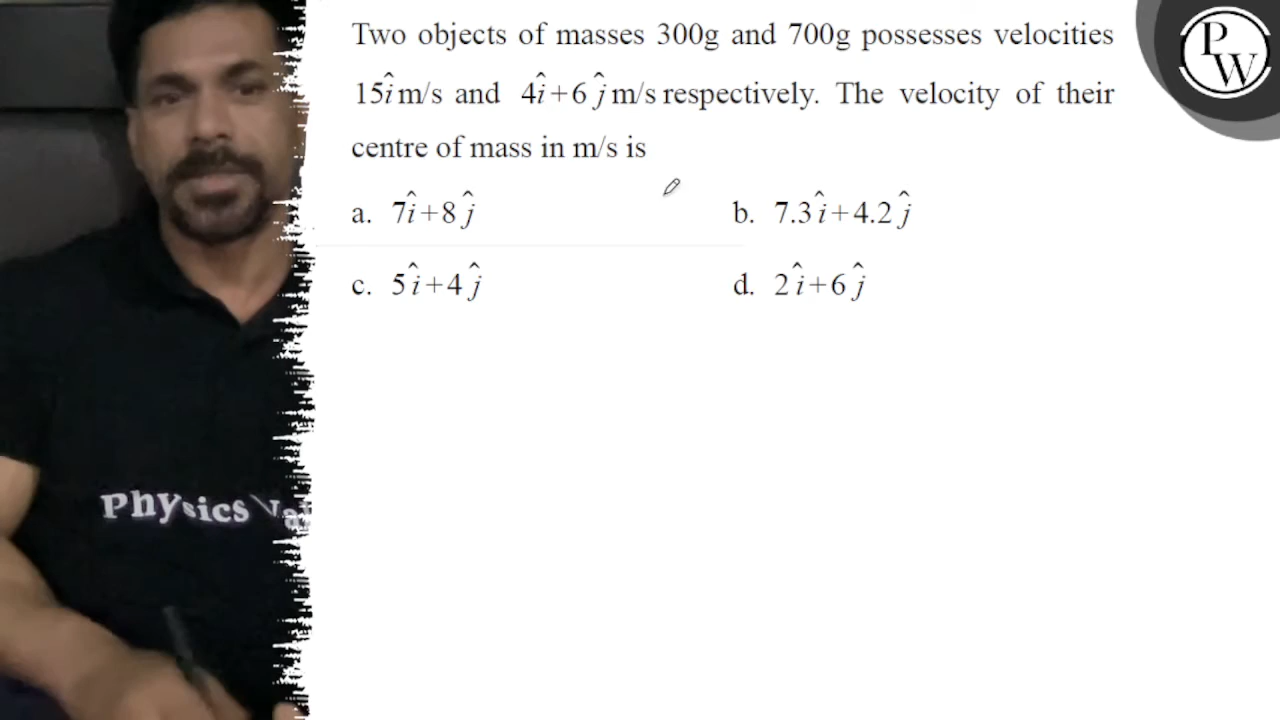 Two objects of masses 300g and 700g possesses velocities
15î m/s and 4î+6ĵ m/s respectively. The velocity of their
centre of mass in m/s is
a. 7î+8ĵ b. 7.3î+4.2ĵ
c. 5î+4ĵ d. 2î+6ĵ
PW
Physics